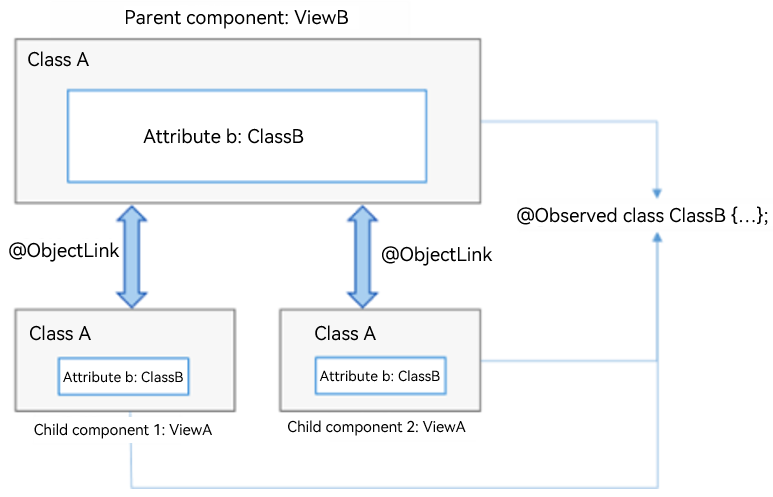 Parent component: ViewB
Class A
Attribute b: ClassB
@Observed class ClassB {...};
@ObjectLink
@ObjectLink
Class A
Attribute b: ClassB
Child component 1: ViewA
Class A
Attribute b: ClassB
Child component 2: ViewA